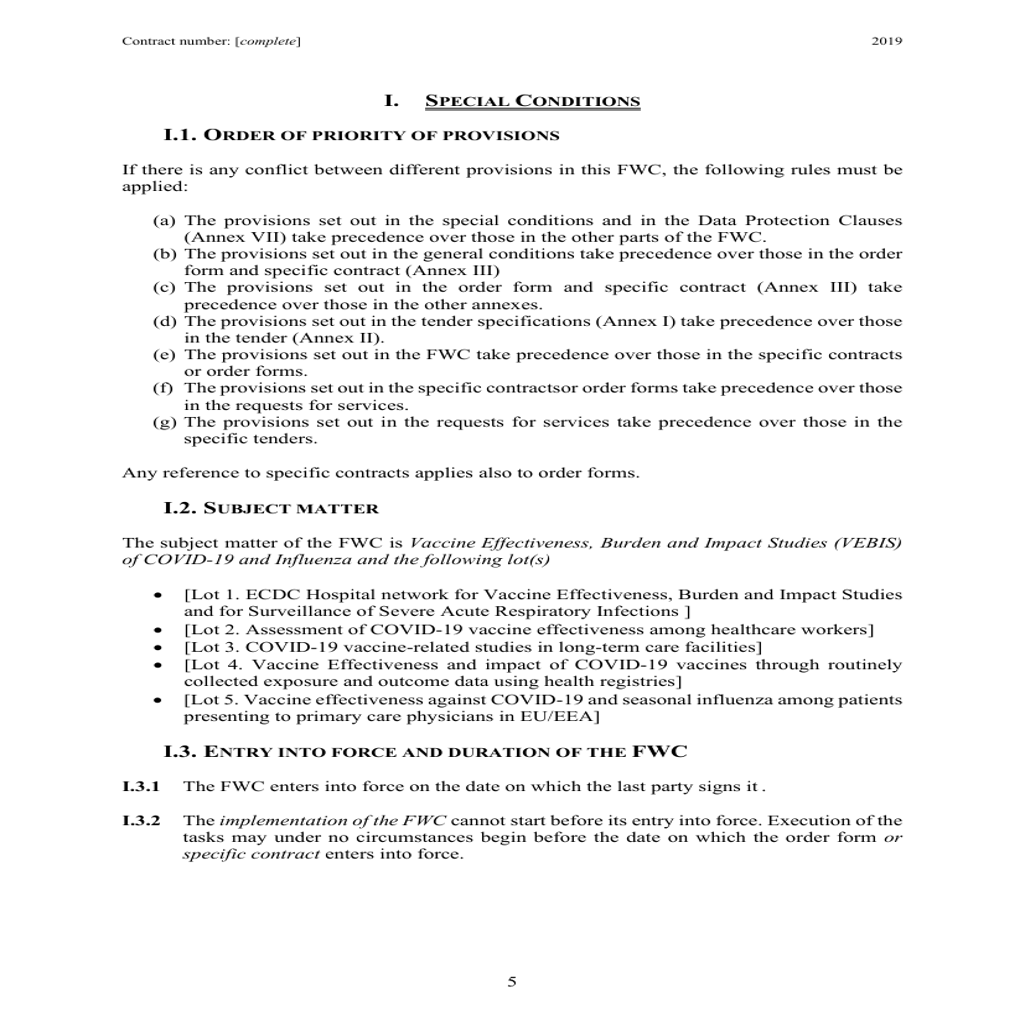 Contract number: [complete] 2019
I. SPECIAL CONDITIONS
I.1. ORDER OF PRIORITY OF PROVISIONS
If there is any conflict between different provisions in this FWC, the following rules must be
applied:
(a) The provisions set out in the special conditions and in the Data Protection Clauses
(Annex VII) take precedence over those in the other parts of the FWC.
(b) The provisions set out in the general conditions take precedence over those in the order
form and specific contract (Annex III)
(c) The provisions set out in the order form and specific contract (Annex III) take
precedence over those in the other annexes.
(d) The provisions set out in the tender specifications (Annex I) take precedence over those
in the tender (Annex II).
(e) The provisions set out in the FWC take precedence over those in the specific contracts
or order forms.
(f) The provisions set out in the specific contractsor order forms take precedence over those
in the requests for services.
(g) The provisions set out in the requests for services take precedence over those in the
specific tenders.
Any reference to specific contracts applies also to order forms.
I.2. SUBJECT MATTER
The subject matter of the FWC is Vaccine Effectiveness, Burden and Impact Studies (VEBIS)
of COVID-19 and Influenza and the following lot(s)
• [Lot 1. ECDC Hospital network for Vaccine Effectiveness, Burden and Impact Studies
and for Surveillance of Severe Acute Respiratory Infections ]
• [Lot 2. Assessment of COVID-19 vaccine effectiveness among healthcare workers]
• [Lot 3. COVID-19 vaccine-related studies in long-term care facilities]
• [Lot 4. Vaccine Effectiveness and impact of COVID-19 vaccines through routinely
collected exposure and outcome data using health registries]
• [Lot 5. Vaccine effectiveness against COVID-19 and seasonal influenza among patients
presenting to primary care physicians in EU/EEA]
I.3. ENTRY INTO FORCE AND DURATION OF THE FWC
I.3.1 The FWC enters into force on the date on which the last party signs it .
I.3.2 The implementation of the FWC cannot start before its entry into force. Execution of the
tasks may under no circumstances begin before the date on which the order form or
specific contract enters into force.
5